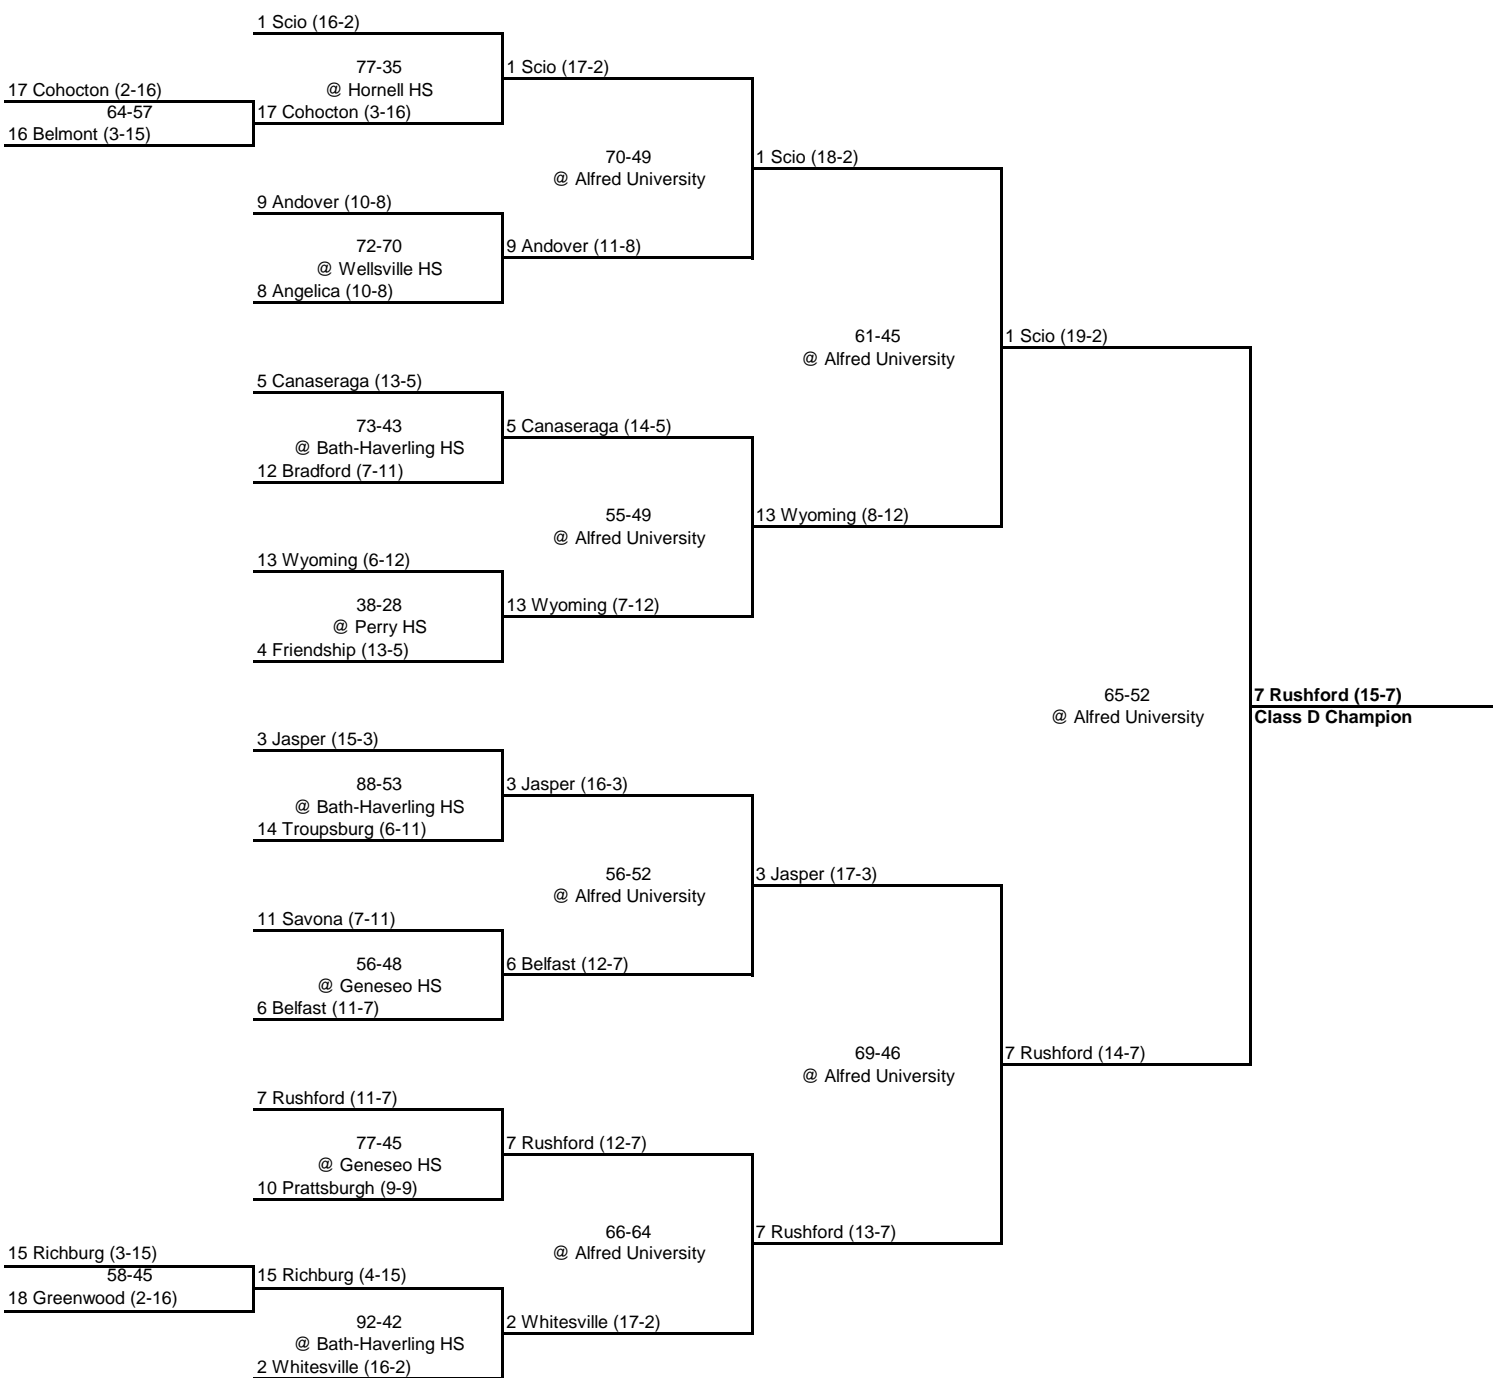 1 Scio (16-2)
77-35
@ Hornell HS
1 Scio (17-2)
17 Cohocton (2-16)
64-57
16 Belmont (3-15)
17 Cohocton (3-16)
70-49
@ Alfred University
1 Scio (18-2)
9 Andover (10-8)
72-70
@ Wellsville HS
9 Andover (11-8)
8 Angelica (10-8)
61-45
@ Alfred University
1 Scio (19-2)
5 Canaseraga (13-5)
73-43
@ Bath-Haverling HS
5 Canaseraga (14-5)
12 Bradford (7-11)
55-49
@ Alfred University
13 Wyoming (8-12)
13 Wyoming (6-12)
38-28
@ Perry HS
13 Wyoming (7-12)
4 Friendship (13-5)
65-52
@ Alfred University
7 Rushford (15-7)
Class D Champion
3 Jasper (15-3)
88-53
@ Bath-Haverling HS
3 Jasper (16-3)
14 Troupsburg (6-11)
56-52
@ Alfred University
3 Jasper (17-3)
11 Savona (7-11)
56-48
@ Geneseo HS
6 Belfast (12-7)
6 Belfast (11-7)
69-46
@ Alfred University
7 Rushford (14-7)
7 Rushford (11-7)
77-45
@ Geneseo HS
7 Rushford (12-7)
10 Prattsburgh (9-9)
66-64
@ Alfred University
7 Rushford (13-7)
15 Richburg (3-15)
58-45
18 Greenwood (2-16)
15 Richburg (4-15)
92-42
@ Bath-Haverling HS
2 Whitesville (17-2)
2 Whitesville (16-2)